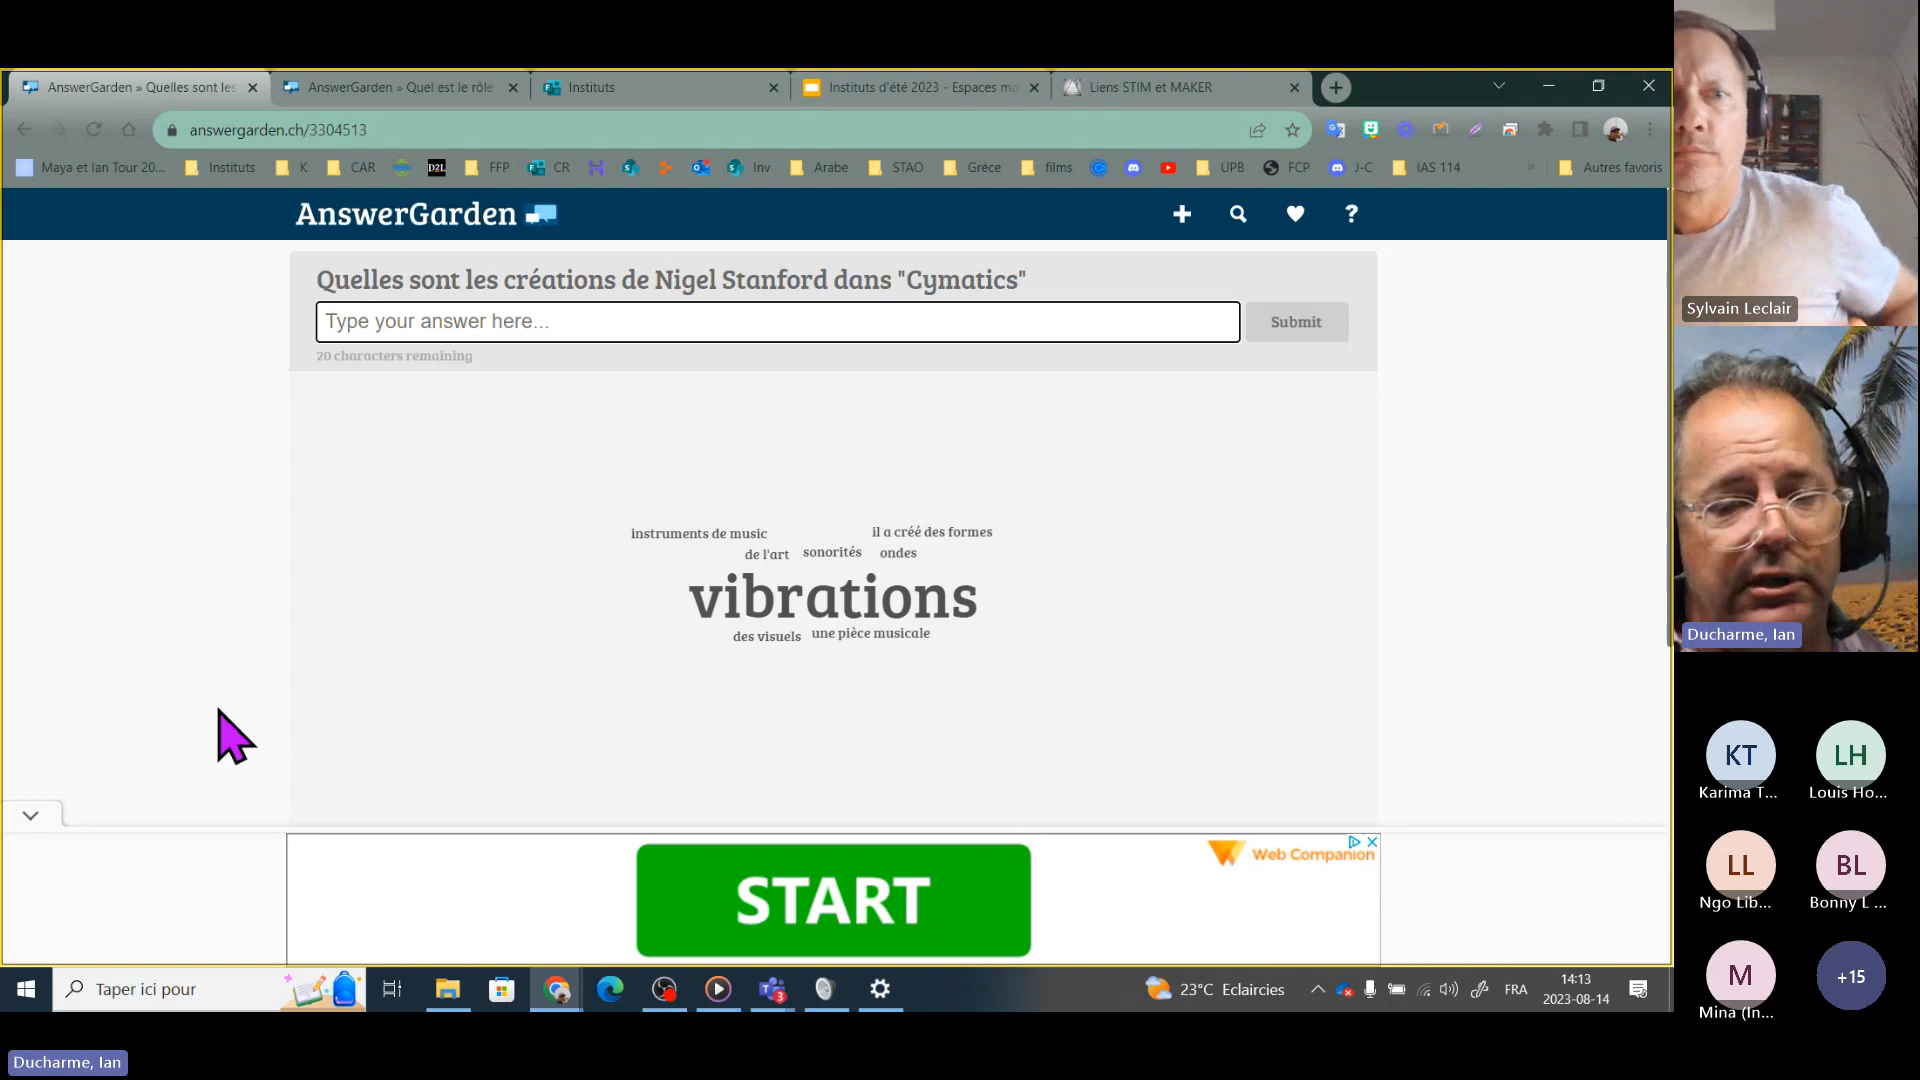 AnswerGarden » Quelles sont les
AnswerGarden » Quel est le rôle
Instituts
Instituts d'été 2023 - Espaces ma
Liens STIM et MAKER
answergarden.ch/3304513
Maya et Ian Tour 20...
Instituts
K
CAR
D2L
FFP
CR
Inv
Arabe
STAO
Grèce
films
UPB
FCP
J-C
IAS 114
»
Autres favoris
AnswerGarden
?
Quelles sont les créations de Nigel Stanford dans "Cymatics"
Type your answer here...
Submit
20 characters remaining
instruments de music
il a créé des formes
de l'art
sonorités
ondes
vibrations
des visuels
une pièce musicale
Web Companion
START
Taper ici pour
3
23°C Eclaircies
FRA
14:13
2023-08-14
Sylvain Leclair
Ducharme, Ian
KT
Karima T...
LH
Louis Ho...
LL
Ngo Lib...
BL
Bonny L ...
M
Mina (In...
+15
Ducharme, Ian